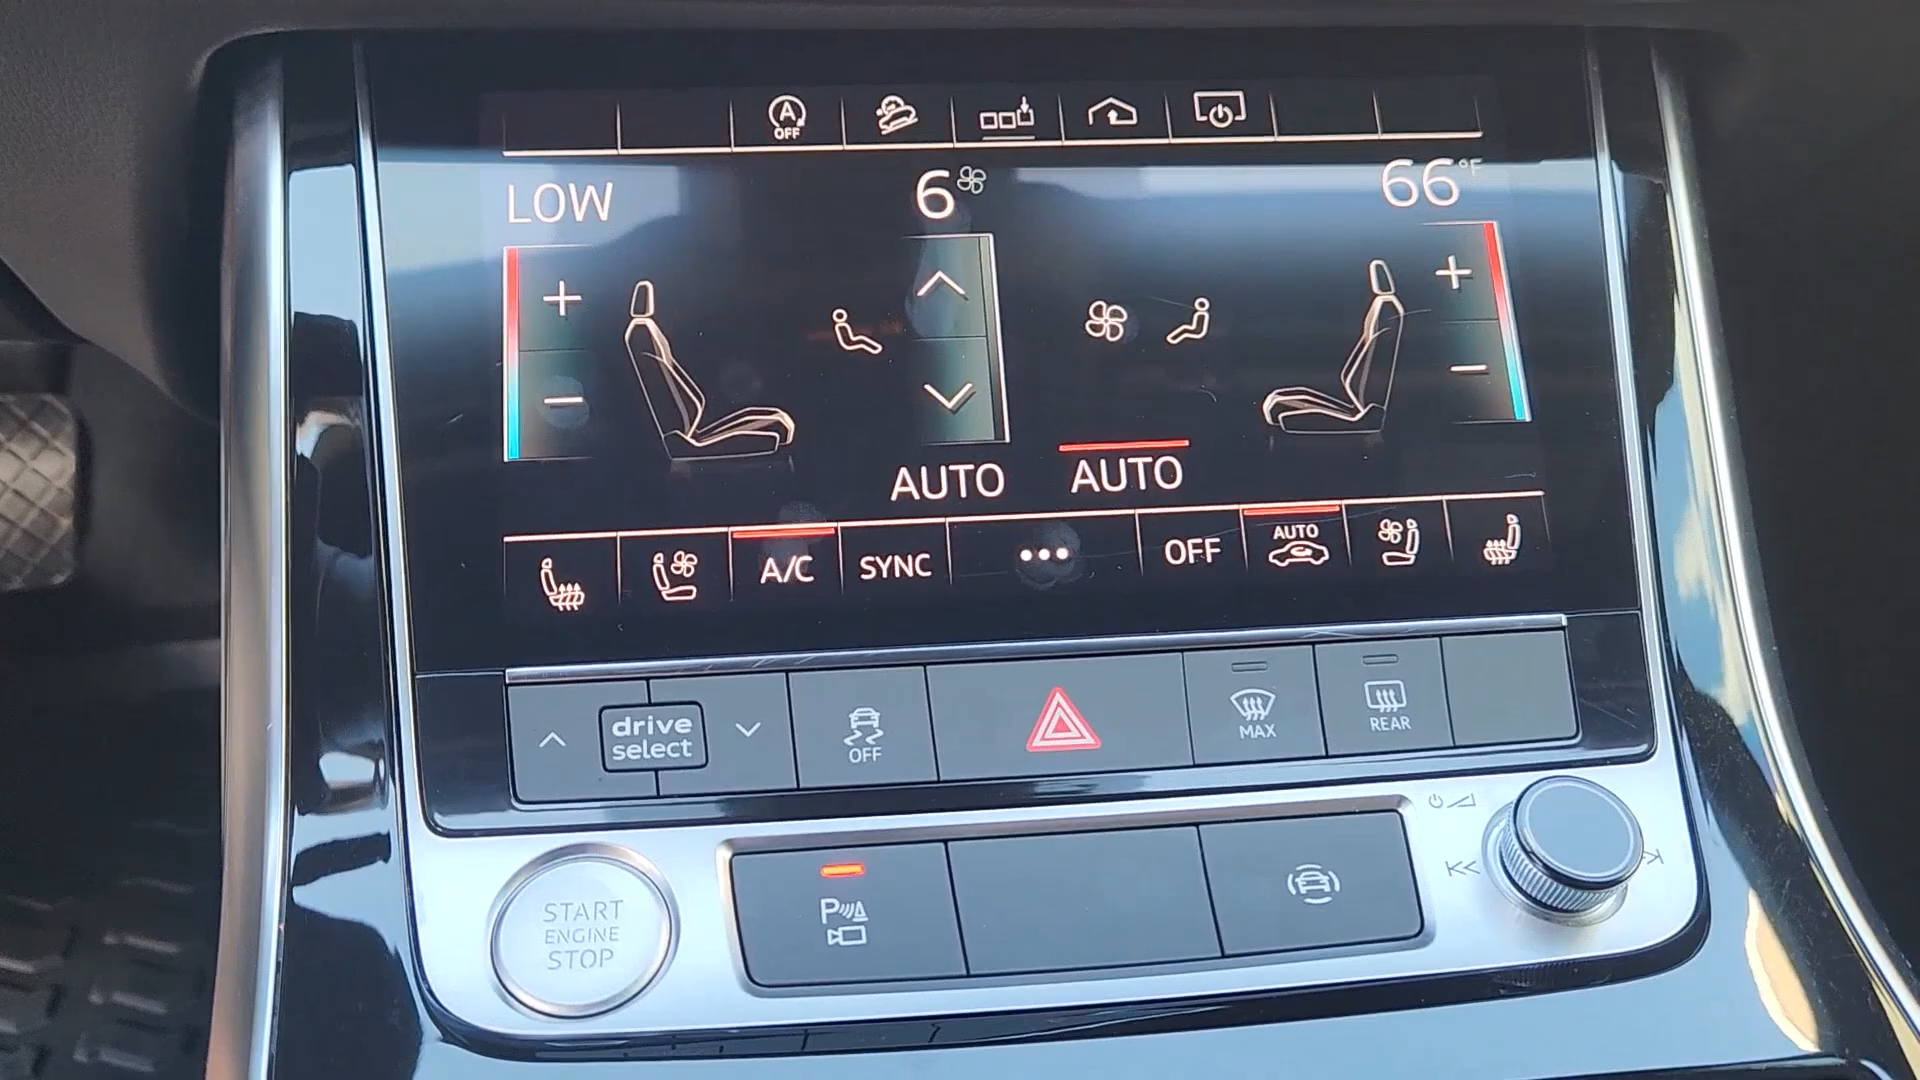 A
OFF
LOW
6
66°F
AUTO
AUTO
A/C
SYNC
OFF
AUTO
drive
select
OFF
MAX
REAR
START
ENGINE
STOP
P